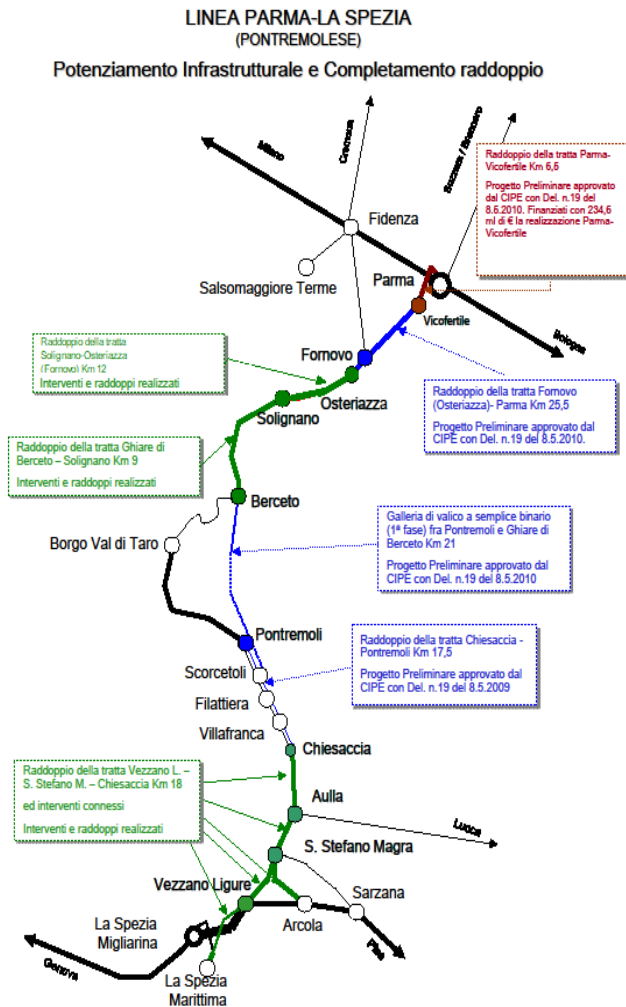 LINEA PARMA-LA SPEZIA
(PONTREMOLESE)
Potenziamento Infrastrutturale e Completamento raddoppio
Milano
Cremona
Brennero
Raddoppio della tratta Parma-
Vicofertile Km 6,5
Progetto Preliminare approvato
dal CIPE con Del. n.19 del
8.5.2010. Finanziati con 234,6
ml di € la realizzazione Parma-
Vicofertile
Fidenza
Salsomaggiore Terme
Parma
Vicofertile
Bologna
Fornovo
Raddoppio della tratta
Solignano-Osteriazza
(Fornovo) Km 12
Interventi e raddoppi realizzati
Osteriazza
Solignano
Raddoppio della tratta Fornovo
(Osteriazza)- Parma Km 25,5
Progetto Preliminare approvato dal
CIPE con Del. n.19 del 8.5.2010.
Raddoppio della tratta Ghiare di
Berceto – Solignano Km 9
Interventi e raddoppi realizzati
Berceto
Borgo Val di Taro
Galleria di valico a semplice binario
(1ª fase) fra Pontremoli e Ghiare di
Berceto Km 21
Progetto Preliminare approvato dal
CIPE con Del. n.19 del 8.5.2010
Pontremoli
Scorcetoli
Filattiera
Villafranca
Raddoppio della tratta Chiesaccia -
Pontremoli Km 17,5
Progetto Preliminare approvato dal
CIPE con Del. n.19 del 8.5.2009
Chiesaccia
Raddoppio della tratta Vezzano L. –
S. Stefano M. – Chiesaccia Km 18
ed interventi connessi
Interventi e raddoppi realizzati
Aulla
Lucca
S. Stefano Magra
Vezzano Ligure
Sarzana
Arcola
La Spezia
Migliarina
Pisa
Genova
La Spezia
Marittima